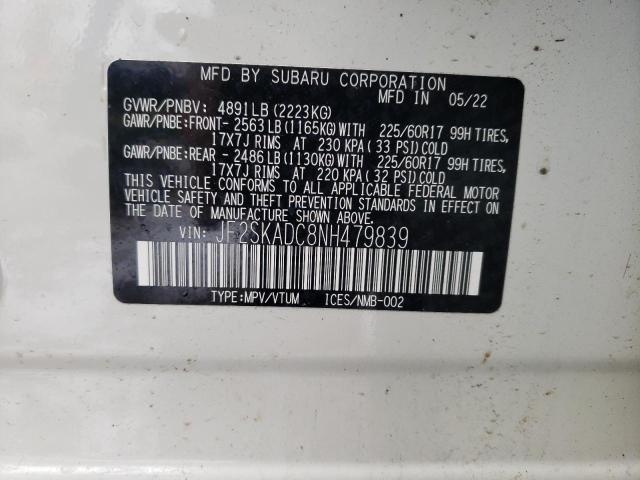 MFD BY SUBARU CORPORATION
MFD IN 05/22
GVWR/PNBV: 4891LB (2223KG)
GAWR/PNBE:FRONT- 2563LB (1165KG) WITH 225/60R17 99H TIRES,
17X7J RIMS AT 230 KPA ( 33 PSI) COLD
GAWR/PNBE:REAR - 2486LB (1130KG) WITH 225/60R17 99H TIRES,
17X7J RIMS AT 220 KPA ( 32 PSI) COLD
THIS VEHICLE CONFORMS TO ALL APPLICABLE FEDERAL MOTOR
VEHICLE SAFETY AND THEFT PREVENTION STANDARDS IN EFFECT
ON THE DATE OF MANUFACTURE SHOWN ABOVE.
VIN: JF2SKADC8NH479839
TYPE:MPV/VTUM ICES/NMB-002